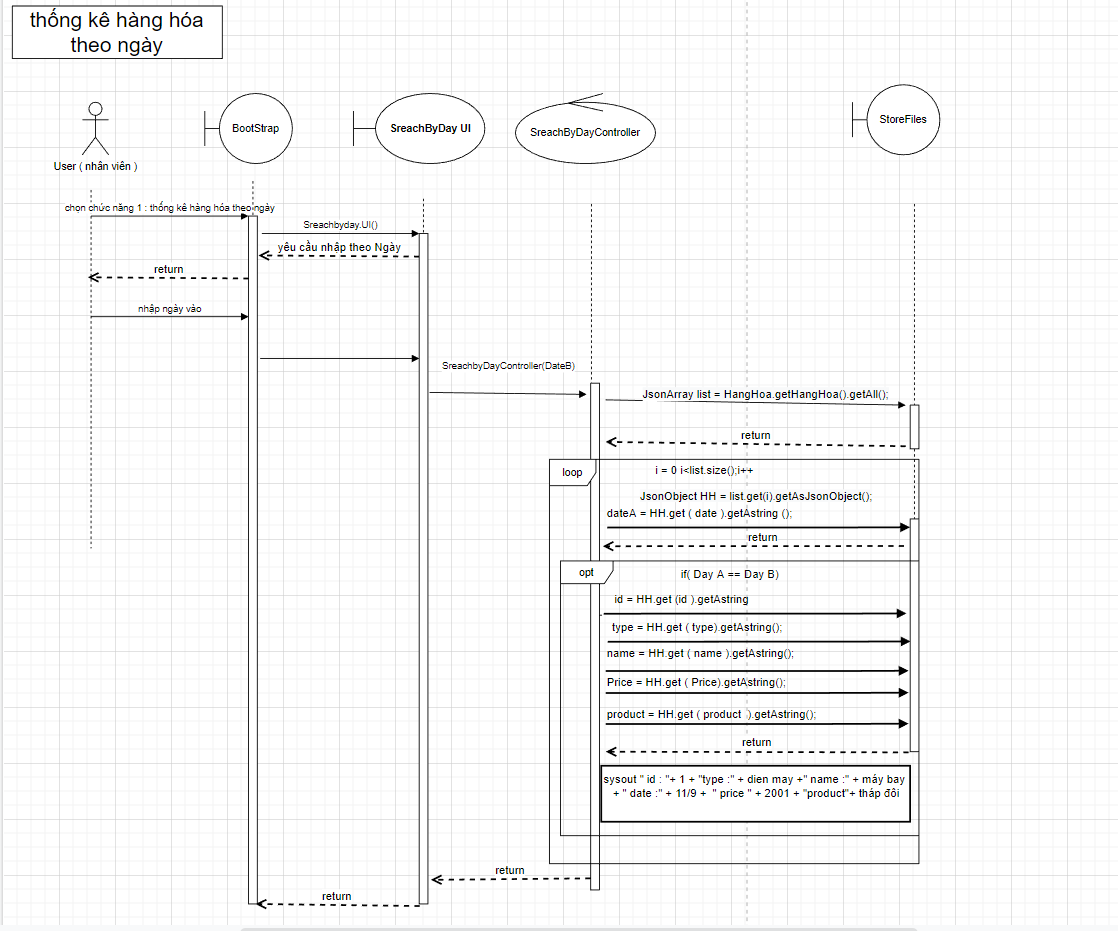 thống kê hàng hóa
theo ngày
BootStrap
SreachByDay UI
SreachByDayController
StoreFiles
User ( nhân viên )
chọn chức năng 1 : thống kê hàng hóa theo ngày
Sreachbyday.UI()
yêu cầu nhập theo Ngày
return
nhập ngày vào
SreachbyDayController(DateB)
JsonArray list = HangHoa.getHangHoa().getAll();
return
loop
i = 0 i<list.size();i++
JsonObject HH = list.get(i).getAsJsonObject();
dateA = HH.get ( date ).getAstring ();
return
opt
if( Day A == Day B)
id = HH.get (id ).getAstring
type = HH.get ( type).getAstring();
name = HH.get ( name ).getAstring();
Price = HH.get ( Price).getAstring();
product = HH.get ( product ).getAstring();
return
sysout " id : "+ 1 + "type :" + dien may +" name :" + máy bay
+ " date :" + 11/9 + " price " + 2001 + "product"+ tháp đôi
return
return